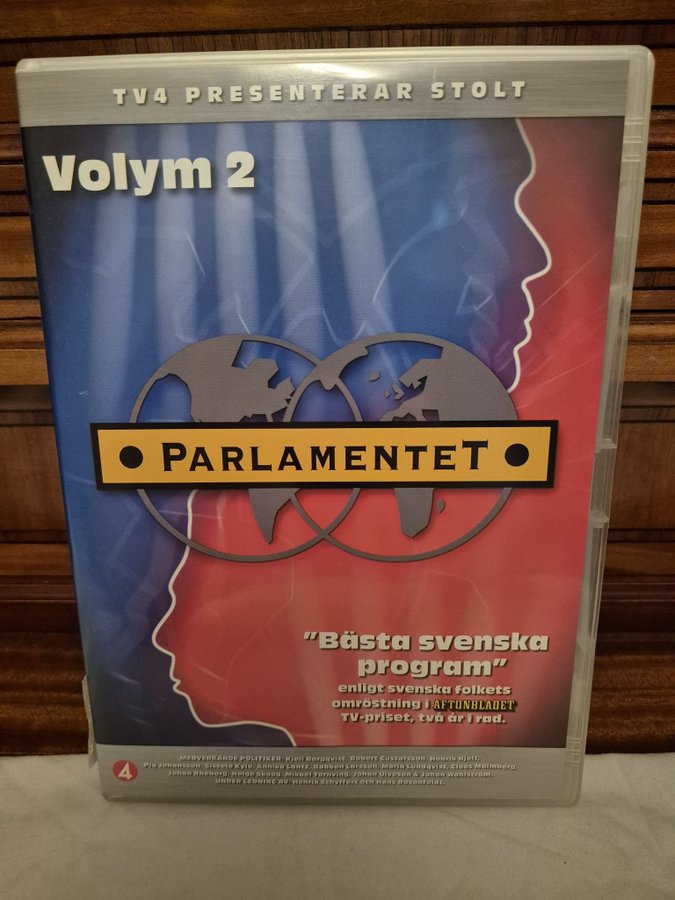 TV4 PRESENTERAR STOLT
Volym 2
• PARLAMENTET •
"Bästa svenska
program"
enligt svenska folkets
omröstning i AFTONBLADET
TV-priset, två år i rad.
4
MEDVERKANDE POLITIKER: Kjell Bergqvist, Robert Gustafsson, Henrik Hjelt,
Pia Johansson, Sissela Kyle, Annika Lantz, Babben Larsson, Maria Lundqvist, Claes Malmberg,
Johan Rheborg, Helge Skoog, Mikael Tornving, Johan Ulveson & Johan Wahlström.
UNDER LEDNING AV: Henrik Schyffert och Hans Rosenfeldt.